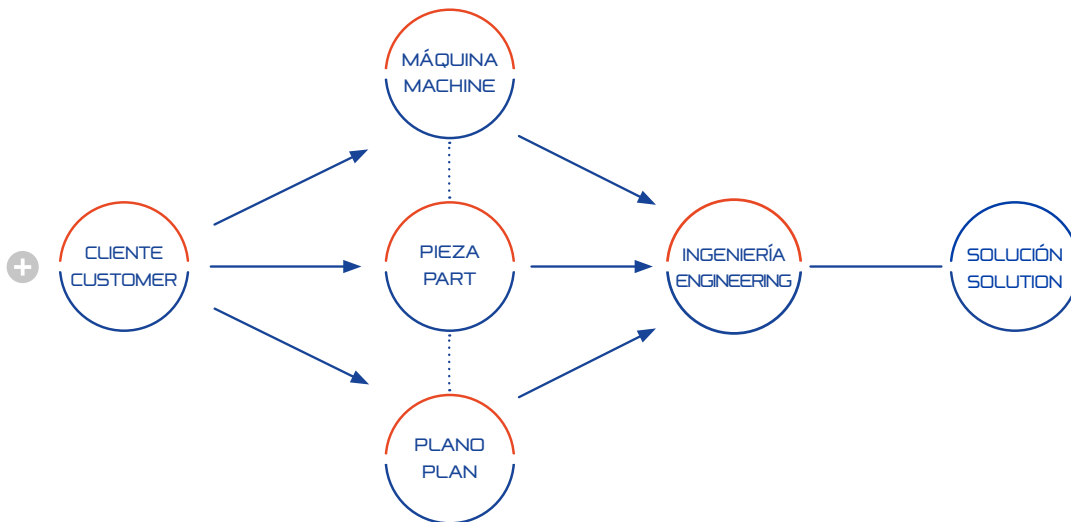 MÁQUINA
MACHINE
CLIENTE
CUSTOMER
PIEZA
PART
INGENIERÍA
ENGINEERING
SOLUCIÓN
SOLUTION
PLANO
PLAN